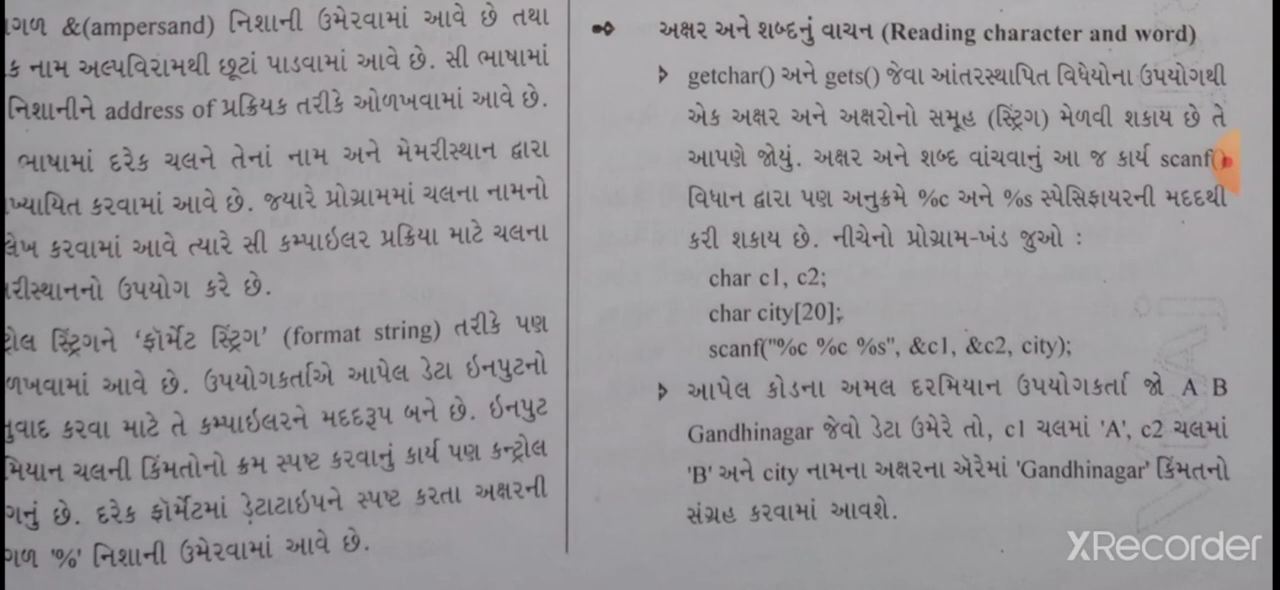 ગળ &(ampersand) નિશાની ઉમેરવામાં આવે છે તથા
ક નામ અલ્પવિરામથી છૂટાં પાડવામાં આવે છે. સી ભાષામાં
નિશાનીને address of પ્રક્રિયક તરીકે ઓળખવામાં આવે છે.
ભાષામાં દરેક ચલને તેનાં નામ અને મેમરીસ્થાન દ્વારા
ખ્યાયિત કરવામાં આવે છે. જ્યારે પ્રોગ્રામમાં ચલના નામનો
લેખ કરવામાં આવે ત્યારે સી કમ્પાઇલર પ્રક્રિયા માટે ચલના
રીસ્થાનનો ઉપયોગ કરે છે.
ટ્રોલ સ્ટ્રિંગને ‘ફૉર્મેટ સ્ટ્રિંગ’ (format string) તરીકે પણ
ળખવામાં આવે છે. ઉપયોગકર્તાએ આપેલ ડેટા ઇનપુટનો
નુવાદ કરવા માટે તે કમ્પાઇલરને મદદરૂપ બને છે. ઇનપુટ
મિયાન ચલની કિંમતોનો ક્રમ સ્પષ્ટ કરવાનું કાર્ય પણ કન્ટ્રોલ
ગનું છે. દરેક ફૉર્મેટમાં ડેટાટાઇપને સ્પષ્ટ કરતા અક્ષરની
ગળ '%' નિશાની ઉમેરવામાં આવે છે.
અક્ષર અને શબ્દનું વાચન (Reading character and word)
getchar() અને gets() જેવા આંતરસ્થાપિત વિધેયોના ઉપયોગથી
એક અક્ષર અને અક્ષરોનો સમૂહ (સ્ટ્રિંગ) મેળવી શકાય છે તે
આપણે જોયું. અક્ષર અને શબ્દ વાંચવાનું આ જ કાર્ય scanf()
વિધાન દ્વારા પણ અનુક્રમે %c અને %s સ્પેસિફાયરની મદદથી
કરી શકાય છે. નીચેનો પ્રોગ્રામ-ખંડ જુઓ :
char c1, c2;
char city[20];
scanf("%c %c %s", &c1, &c2, city);
આપેલ કોડના અમલ દરમિયાન ઉપયોગકર્તા જો A B
Gandhinagar જેવો ડેટા ઉમેરે તો, c1 ચલમાં 'A', c2 ચલમાં
'B' અને city નામના અક્ષરના ઍરેમાં 'Gandhinagar' કિંમતનો
સંગ્રહ કરવામાં આવશે.
XRecorder